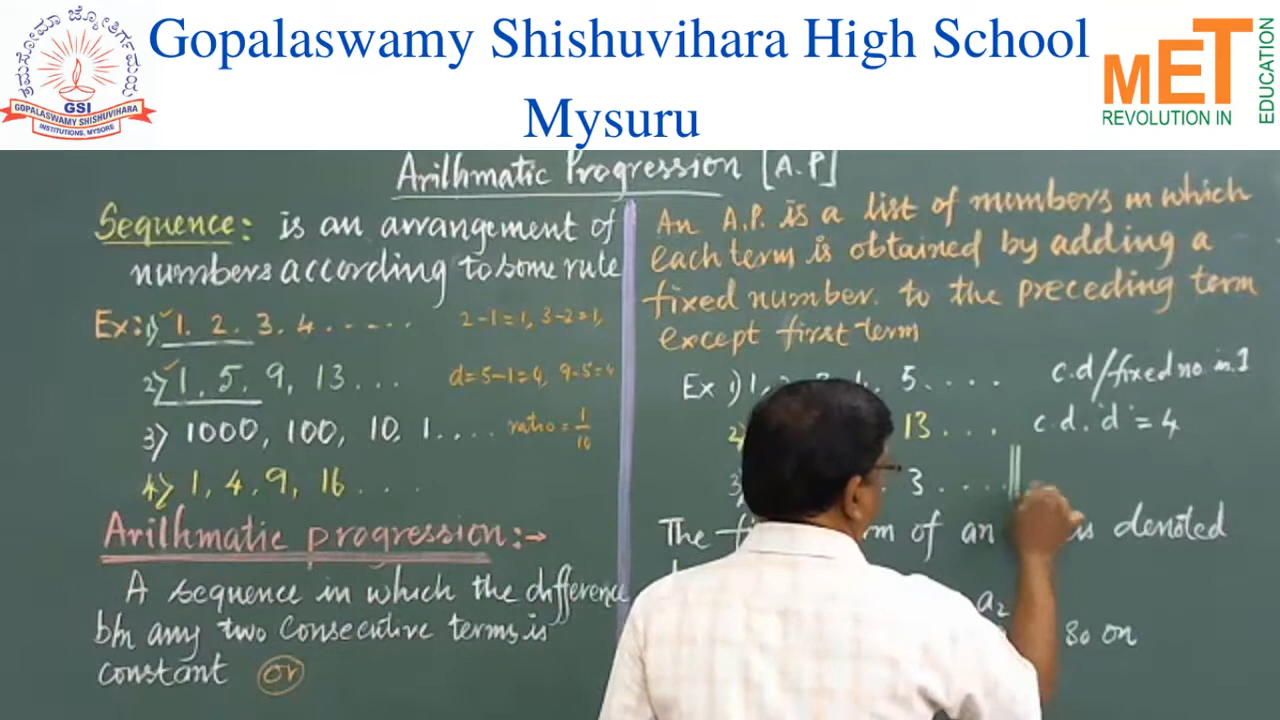 ತಮಸೋಮಾ ಜ್ಯೋತಿರ್ಗಮಯ
GSI
GOPALASWAMY SHISHUVIHARA
INSTITUTIONS, MYSORE
Gopalaswamy Shishuvihara High School
Mysuru
MET
REVOLUTION IN
EDUCATION
Arithmatic Progression [A.P]
Sequence: is an arrangement of
numbers according to some rule
Ex: 1) 1. 2. 3. 4 ...... 2-1=1, 3-2=1,
2) 1, 5, 9, 13 ... d=5-1=4, 9-5=4
3) 1000, 100, 10, 1 .... ratio = 1/10
4) 1, 4, 9, 16 ....
Arithmatic progression:→
A sequence in which the difference
b/n any two consecutive terms is
constant or
An A.P. is a list of numbers in which
each term is obtained by adding a
fixed number. to the preceding term
except first term
Ex 1) 1, 5 .... c.d/fixed no. is 1
2) 13 ... c.d. 'd' = 4
3) 3 ....
The of an is denoted
a₂
so on